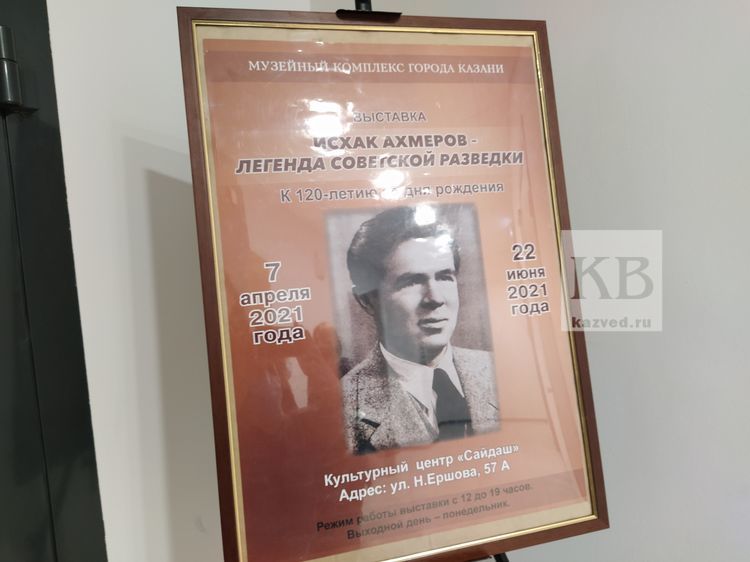 МУЗЕЙНЫЙ КОМПЛЕКС ГОРОДА КАЗАНИ
ВЫСТАВКА
ИСХАК АХМЕРОВ -
ЛЕГЕНДА СОВЕТСКОЙ РАЗВЕДКИ
К 120-летию со дня рождения
7
апреля
2021
года
22
июня
2021
года
КВ
kazved.ru
Культурный центр «Сайдаш»
Адрес: ул. Н.Ершова, 57 А
Режим работы выставки с 12 до 19 часов.
Выходной день – понедельник.